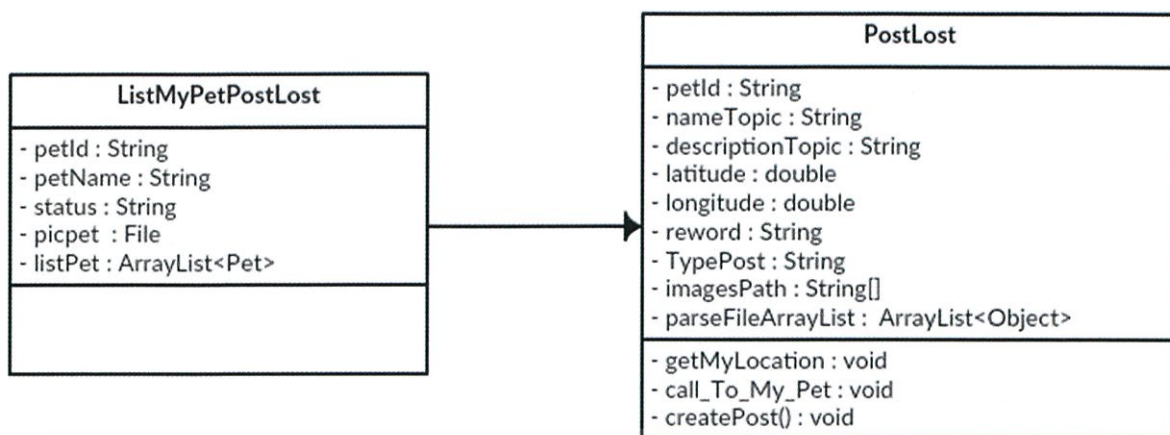 ListMyPetPostLost
- petId : String
- petName : String
- status : String
- picpet : File
- listPet : ArrayList<Pet>
PostLost
- petId : String
- nameTopic : String
- descriptionTopic : String
- latitude : double
- longitude : double
- reword : String
- TypePost : String
- imagesPath : String[]
- parseFileArrayList : ArrayList<Object>
- getMyLocation : void
- call_To_My_Pet : void
- createPost() : void